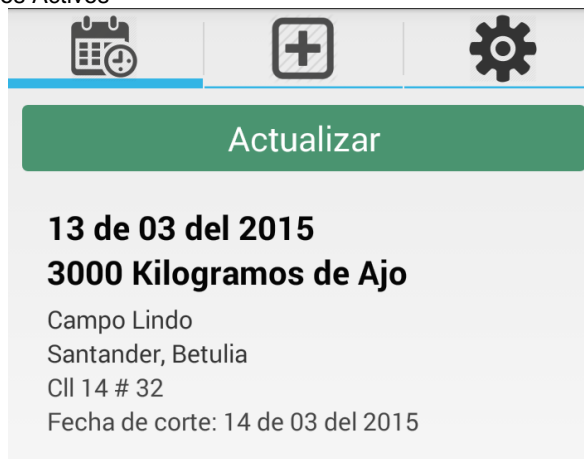 Activos
Actualizar
13 de 03 del 2015
3000 Kilogramos de Ajo
Campo Lindo
Santander, Betulia
Cll 14 # 32
Fecha de corte: 14 de 03 del 2015